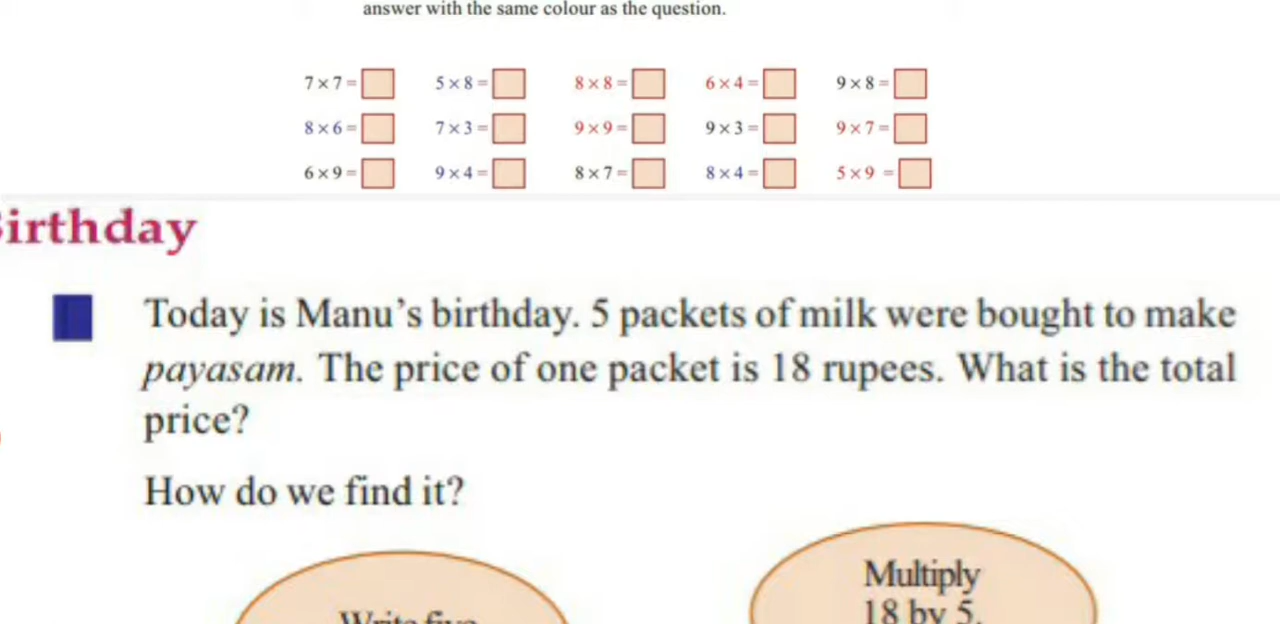 answer with the same colour as the question.
7 × 7 = 5 × 8 = 8 × 8 = 6 × 4 = 9 × 8 =
8 × 6 = 7 × 3 = 9 × 9 = 9 × 3 = 9 × 7 =
6 × 9 = 9 × 4 = 8 × 7 = 8 × 4 = 5 × 9 =
irthday
Today is Manu’s birthday. 5 packets of milk were bought to make
payasam. The price of one packet is 18 rupees. What is the total
price?
How do we find it?
Write five
Multiply
18 by 5.